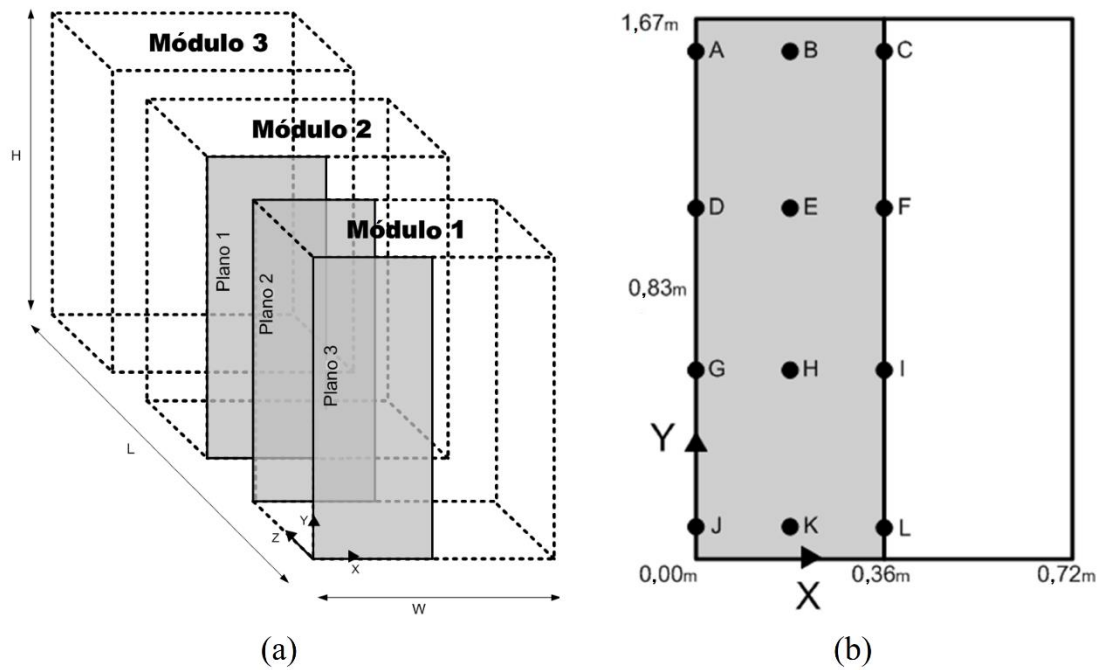 Módulo 3
Módulo 2
Módulo 1
H
Plano 1
Plano 2
Plano 3
L
Y
Z
X
W
(a)
1,67m
A B C
D E F
0,83m
G H I
Y
J K L
0,00m 0,36m 0,72m
X
(b)